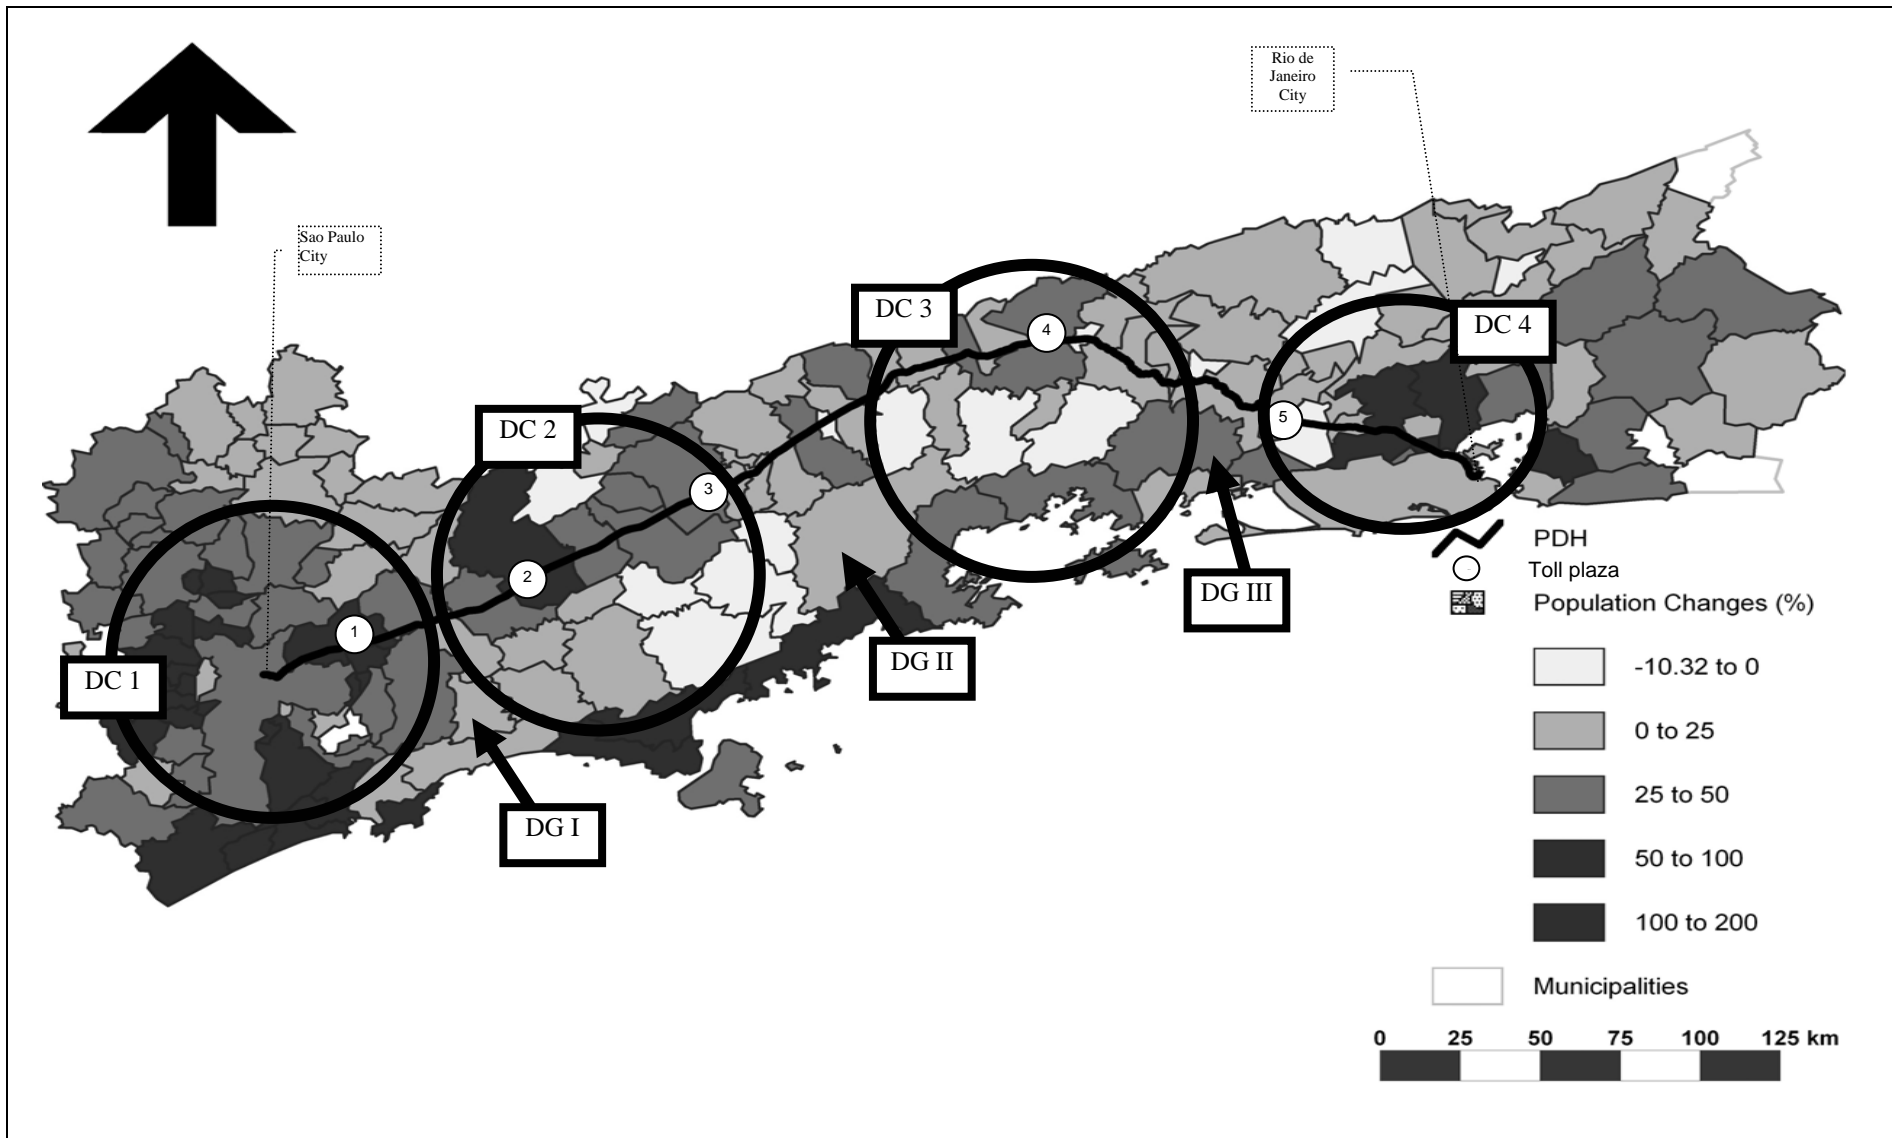 Rio de
Janeiro
City
Sao Paulo
City
DC 3
DC 4
4
DC 2
5
3
PDH
Toll plaza
2
DG III
Population Changes (%)
1
DG II
-10.32 to 0
DC 1
0 to 25
25 to 50
DG I
50 to 100
100 to 200
Municipalities
0 25 50 75 100 125 km